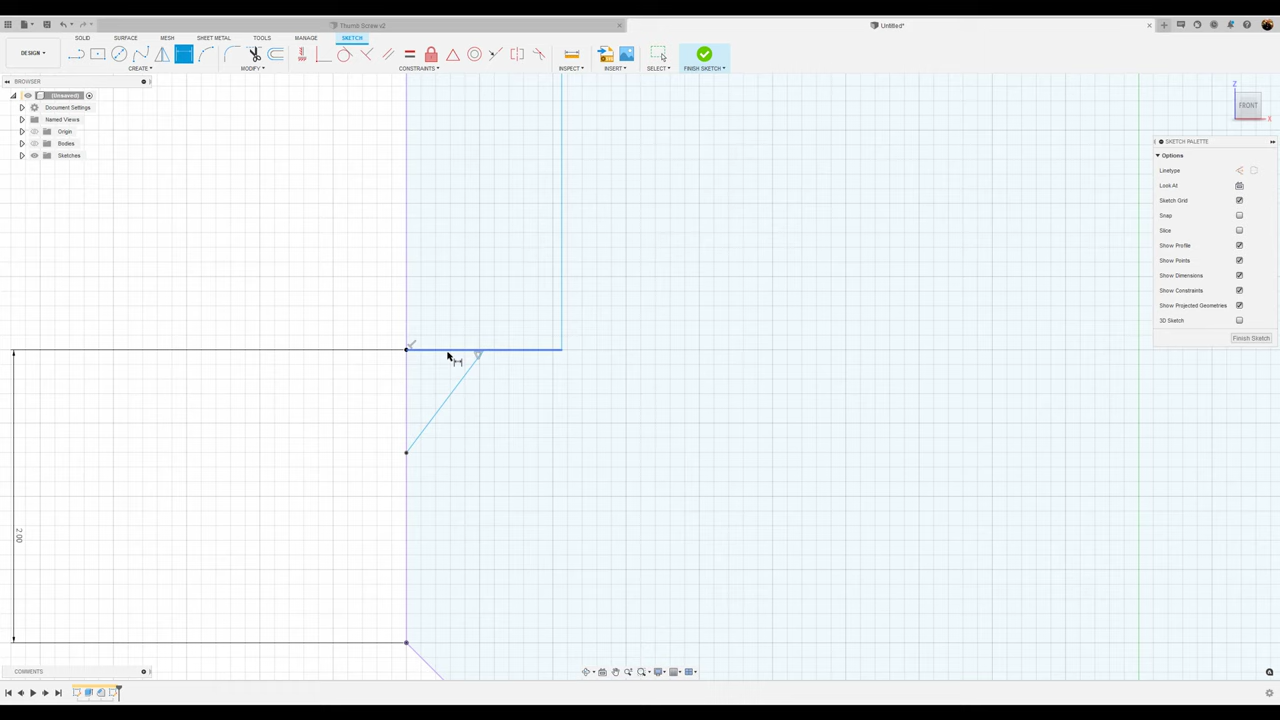 Thumb Screw v2
Untitled*
DESIGN
SOLID SURFACE MESH SHEET METAL TOOLS MANAGE SKETCH
CREATE MODIFY CONSTRAINTS INSPECT INSERT SELECT FINISH SKETCH
BROWSER
(Unsaved)
Document Settings
Named Views
Origin
Bodies
Sketches
Z
FRONT
X
SKETCH PALETTE
Options
Linetype
Look At
Sketch Grid
Snap
Slice
Show Profile
Show Points
Show Dimensions
Show Constraints
Show Projected Geometries
3D Sketch
Finish Sketch
2.00
COMMENTS